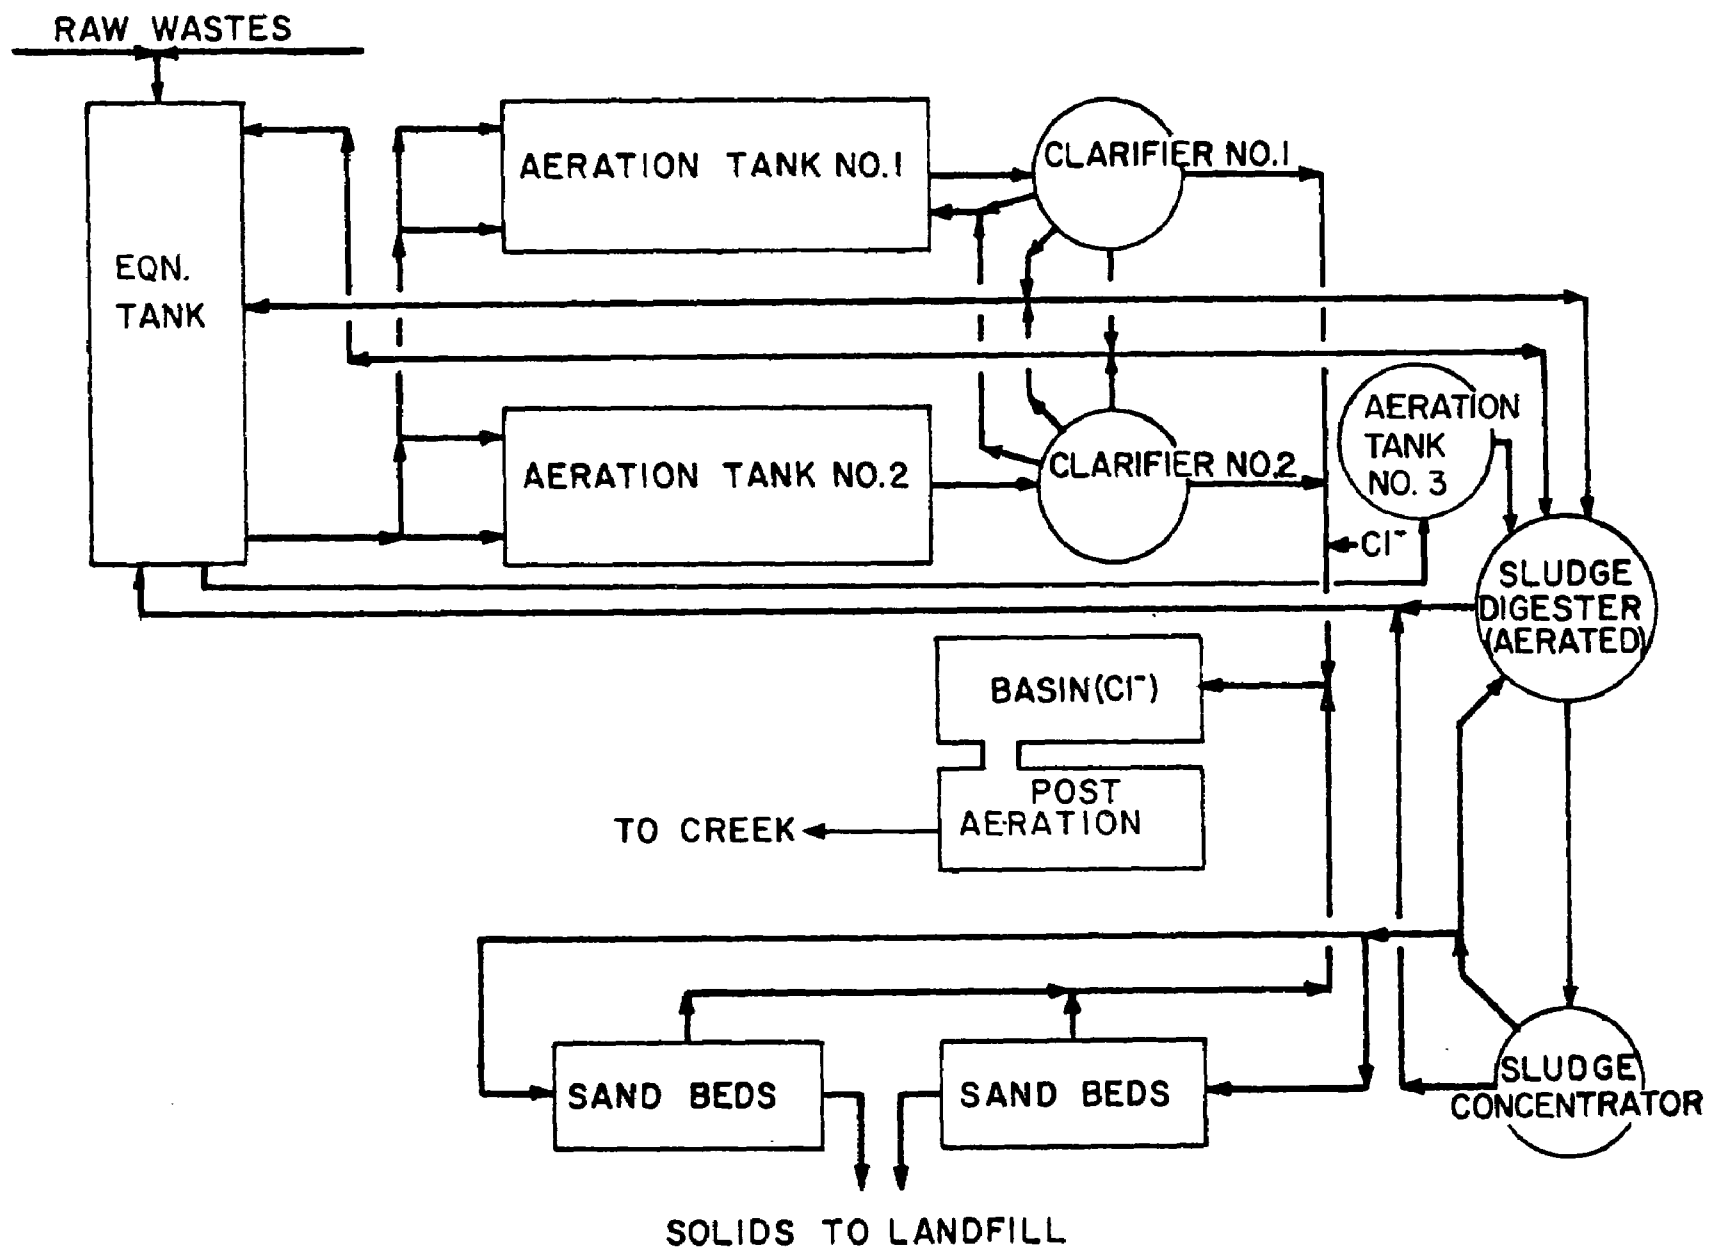 RAW WASTES
AERATION TANK NO.1
CLARIFIER NO.1
EQN.
TANK
AERATION
TANK
NO. 3
AERATION TANK NO.2
CLARIFIER NO.2
Cl⁻
SLUDGE
DIGESTER
(AERATED)
BASIN(Cl⁻)
POST
AERATION
TO CREEK
SAND BEDS
SAND BEDS
SLUDGE
CONCENTRATOR
SOLIDS TO LANDFILL